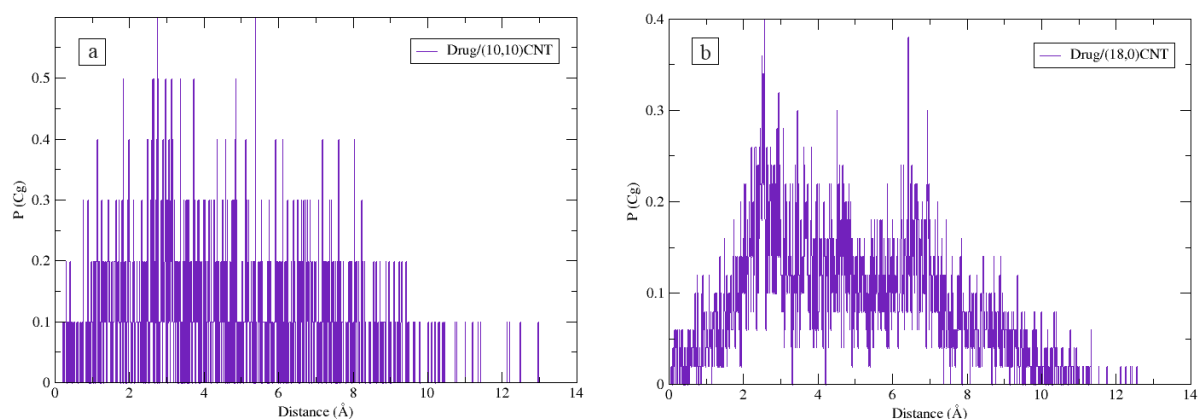 a
Drug/(10,10)CNT
P (Cg)
0.5
0.4
0.3
0.2
0.1
0
0 2 4 6 8 10 12 14
Distance (Å)
b
Drug/(18,0)CNT
P (Cg)
0.4
0.3
0.2
0.1
0
0 2 4 6 8 10 12 14
Distance (Å)